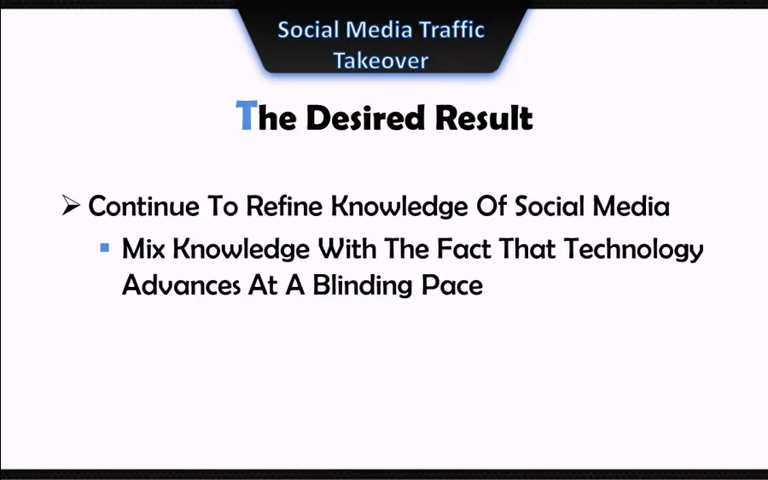 Social Media Traffic
Takeover
The Desired Result
Continue To Refine Knowledge Of Social Media
Mix Knowledge With The Fact That Technology
Advances At A Blinding Pace